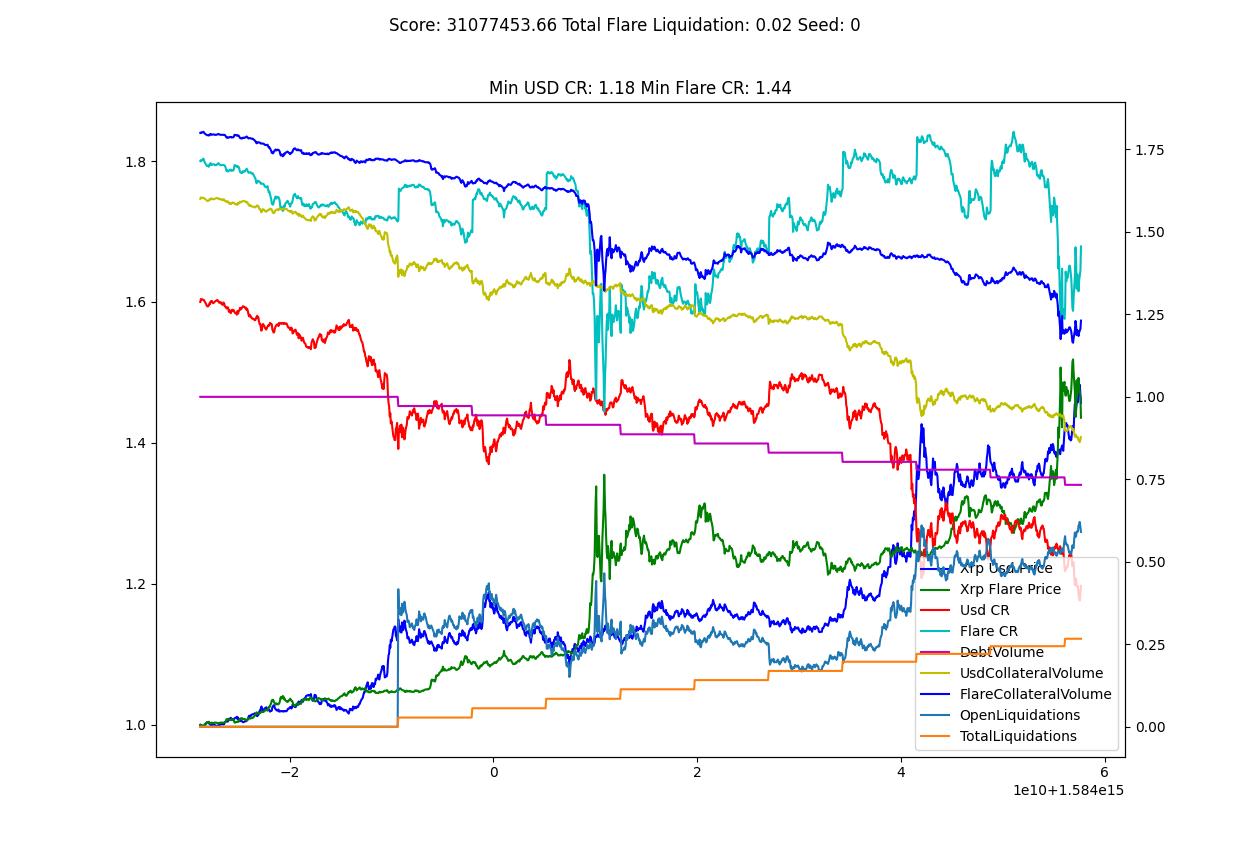 Score: 31077453.66 Total Flare Liquidation: 0.02 Seed: 0
Min USD CR: 1.18 Min Flare CR: 1.44
1.8
1.6
1.4
1.2
1.0
1.75
1.50
1.25
1.00
0.75
0.50
0.25
0.00
Xrp Usd Price
Xrp Flare Price
Usd CR
Flare CR
DebtVolume
UsdCollateralVolume
FlareCollateralVolume
OpenLiquidations
TotalLiquidations
−2 0 2 4 6
1e10+1.584e15